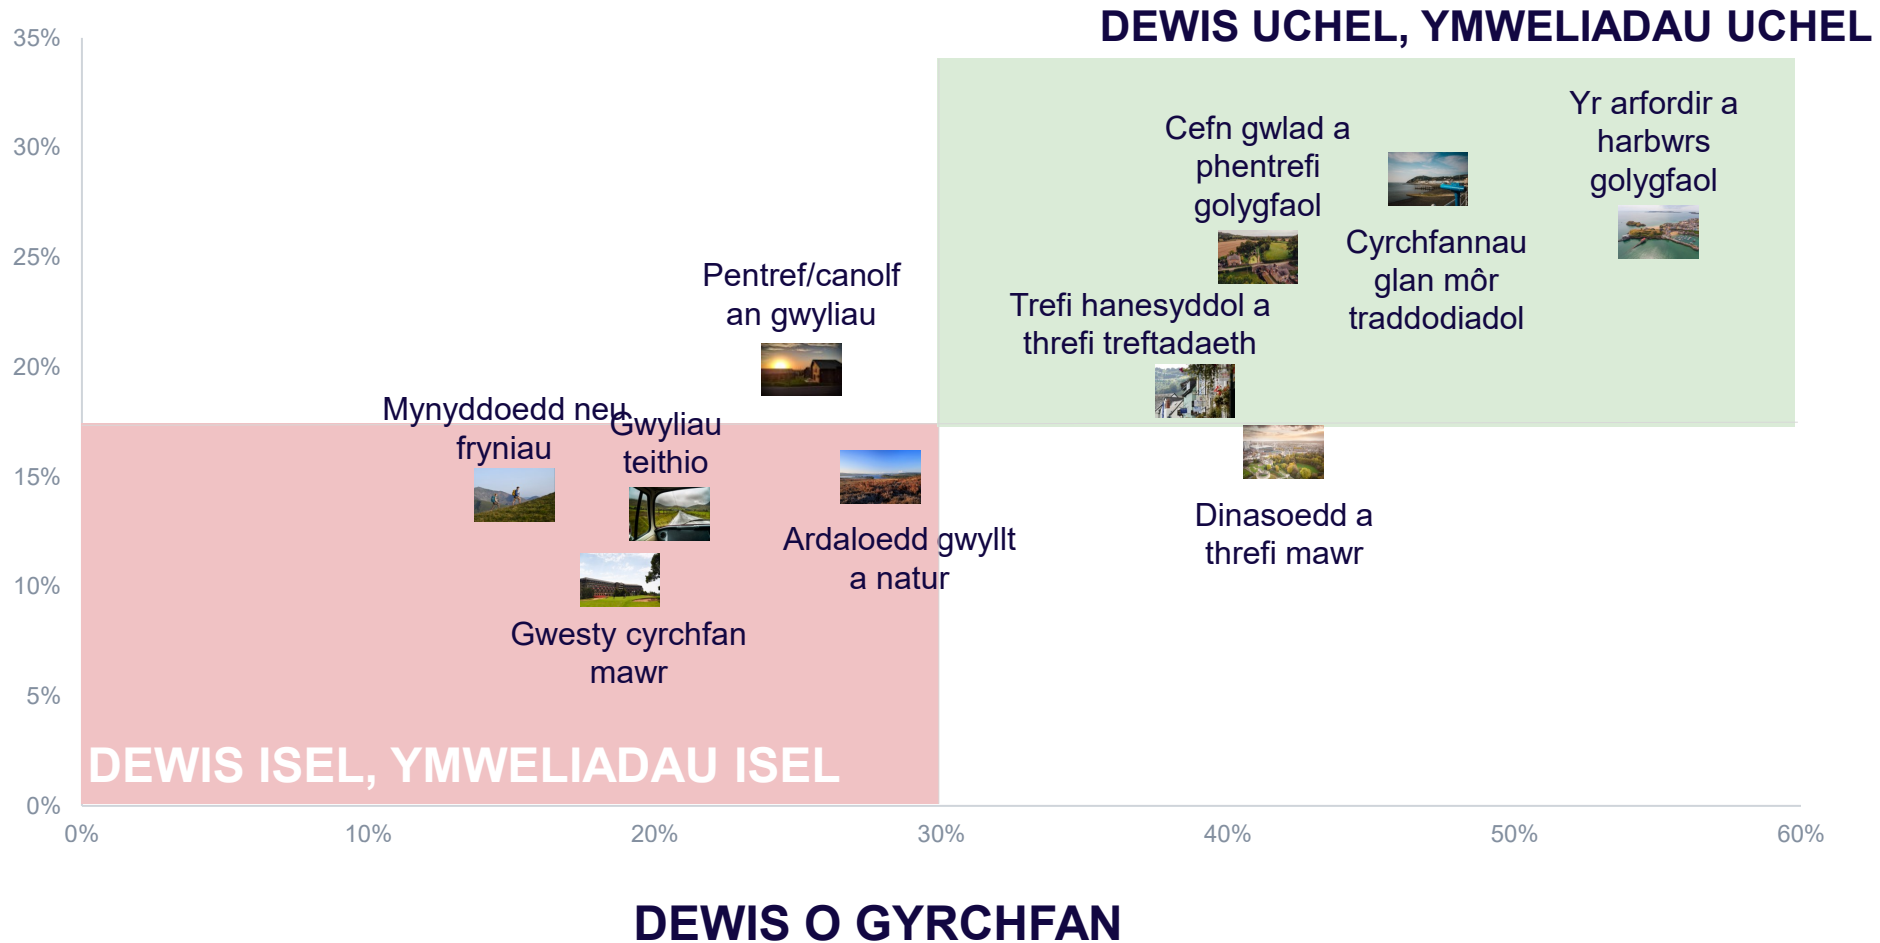 DEWIS UCHEL, YMWELIADAU UCHEL
35%
30%
25%
20%
15%
10%
5%
0%
Yr arfordir a
harbwrs
golygfaol
Cefn gwlad a
phentrefi
golygfaol
Cyrchfannau
glan môr
traddodiadol
Pentref/canolf
an gwyliau
Trefi hanesyddol a
threfi treftadaeth
Mynyddoedd neu
fryniau
Gwyliau
teithio
Ardaloedd gwyllt
a natur
Dinasoedd a
threfi mawr
Gwesty cyrchfan
mawr
DEWIS ISEL, YMWELIADAU ISEL
0%
10%
20%
30%
40%
50%
60%
DEWIS O GYRCHFAN